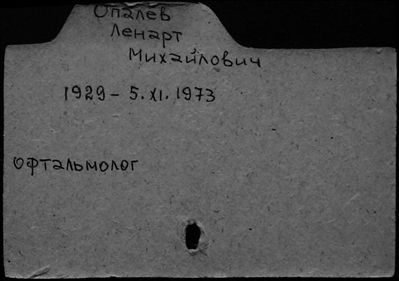 Опалев
Ленарт
Михайлович
1929 – 5.XI.1973
офтальмолог